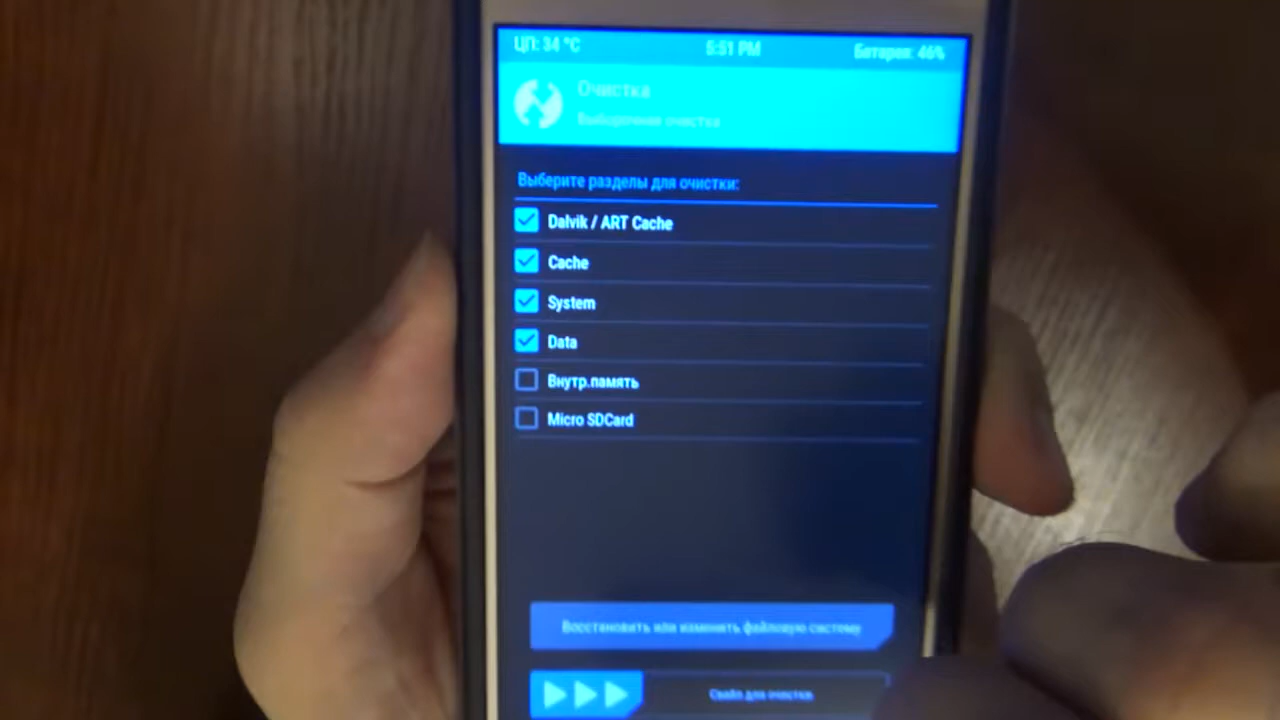 ЦП: 34 °C 5:51 PM Батарея: 46%
Очистка
Выборочная очистка
Выберите разделы для очистки:
Dalvik / ART Cache
Cache
System
Data
Внутр.память
Micro SDCard
Восстановить или изменить файловую систему
Свайп для очистки